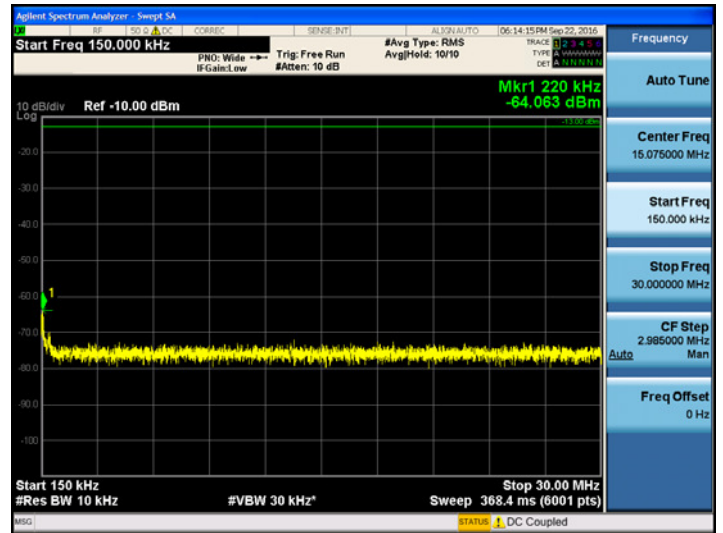 Agilent Spectrum Analyzer - Swept SA
RF 50 Ω DC CORREC SENSE:INT ALIGN AUTO 06:14:15 PM Sep 22, 2016
Start Freq 150.000 kHz
PNO: Wide
IFGain:Low
Trig: Free Run
#Atten: 10 dB
#Avg Type: RMS
Avg|Hold: 10/10
TRACE 1 2 3 4 5 6
TYPE A WWWWW
DET A N N N N N
Frequency
Mkr1 220 kHz
-64.063 dBm
10 dB/div Ref -10.00 dBm
Log
-13.00 dBm
-20.0
-30.0
-40.0
-50.0
-60.0
-70.0
-80.0
-90.0
-100
1
Start 150 kHz
Stop 30.00 MHz
#Res BW 10 kHz
#VBW 30 kHz*
Sweep 368.4 ms (6001 pts)
Auto Tune
Center Freq
15.075000 MHz
Start Freq
150.000 kHz
Stop Freq
30.000000 MHz
CF Step
2.985000 MHz
Auto Man
Freq Offset
0 Hz
MSG
STATUS
DC Coupled